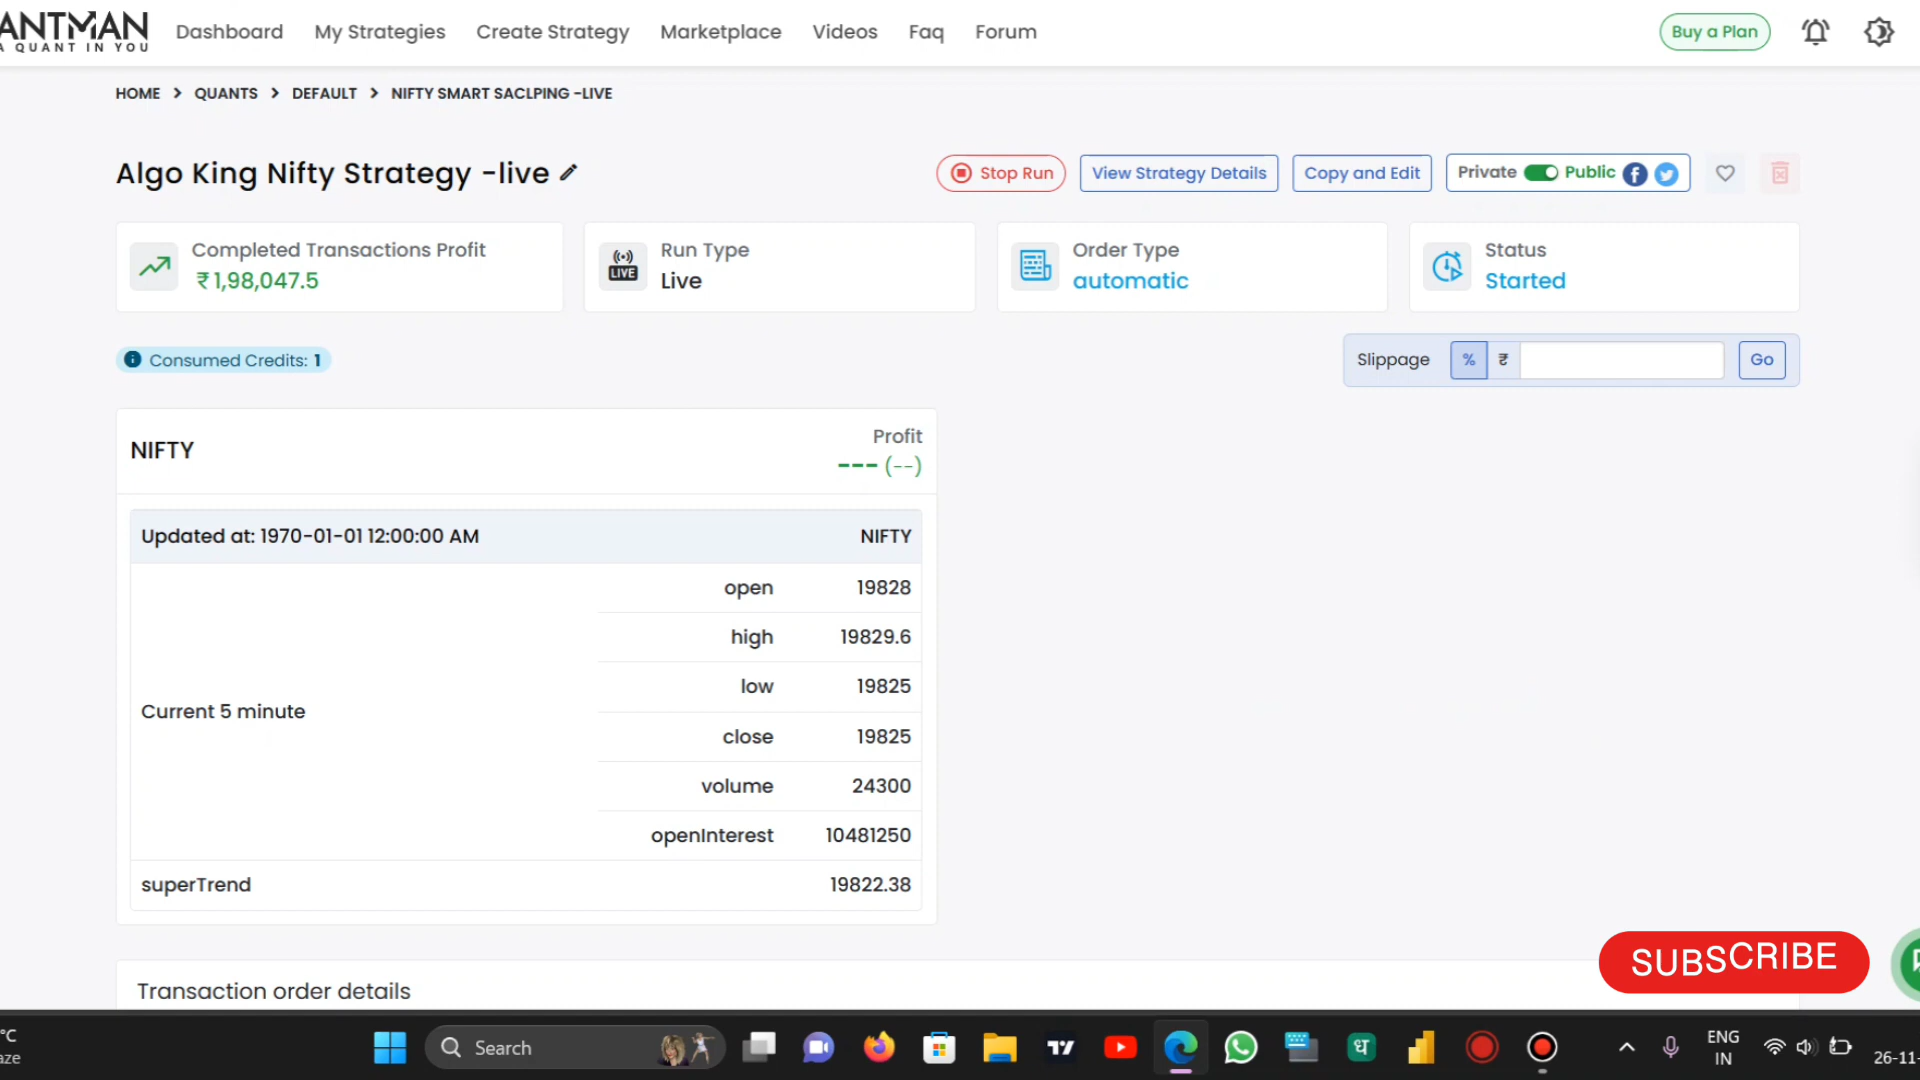 ANTMAN
A QUANT IN YOU
Dashboard My Strategies Create Strategy Marketplace Videos Faq Forum Buy a Plan
HOME > QUANTS > DEFAULT > NIFTY SMART SACLPING -LIVE
Algo King Nifty Strategy -live
Stop Run View Strategy Details Copy and Edit Private Public
Completed Transactions Profit
₹1,98,047.5
Run Type
LIVE
Live
Order Type
automatic
Status
Started
Consumed Credits: 1
Slippage % ₹ Go
NIFTY
Profit
--- (--)
Updated at: 1970-01-01 12:00:00 AM NIFTY
Current 5 minute
open 19828
high 19829.6
low 19825
close 19825
volume 24300
openInterest 10481250
superTrend 19822.38
SUBSCRIBE
Transaction order details
°C
aze
Search
ध
ENG
IN
26-11-